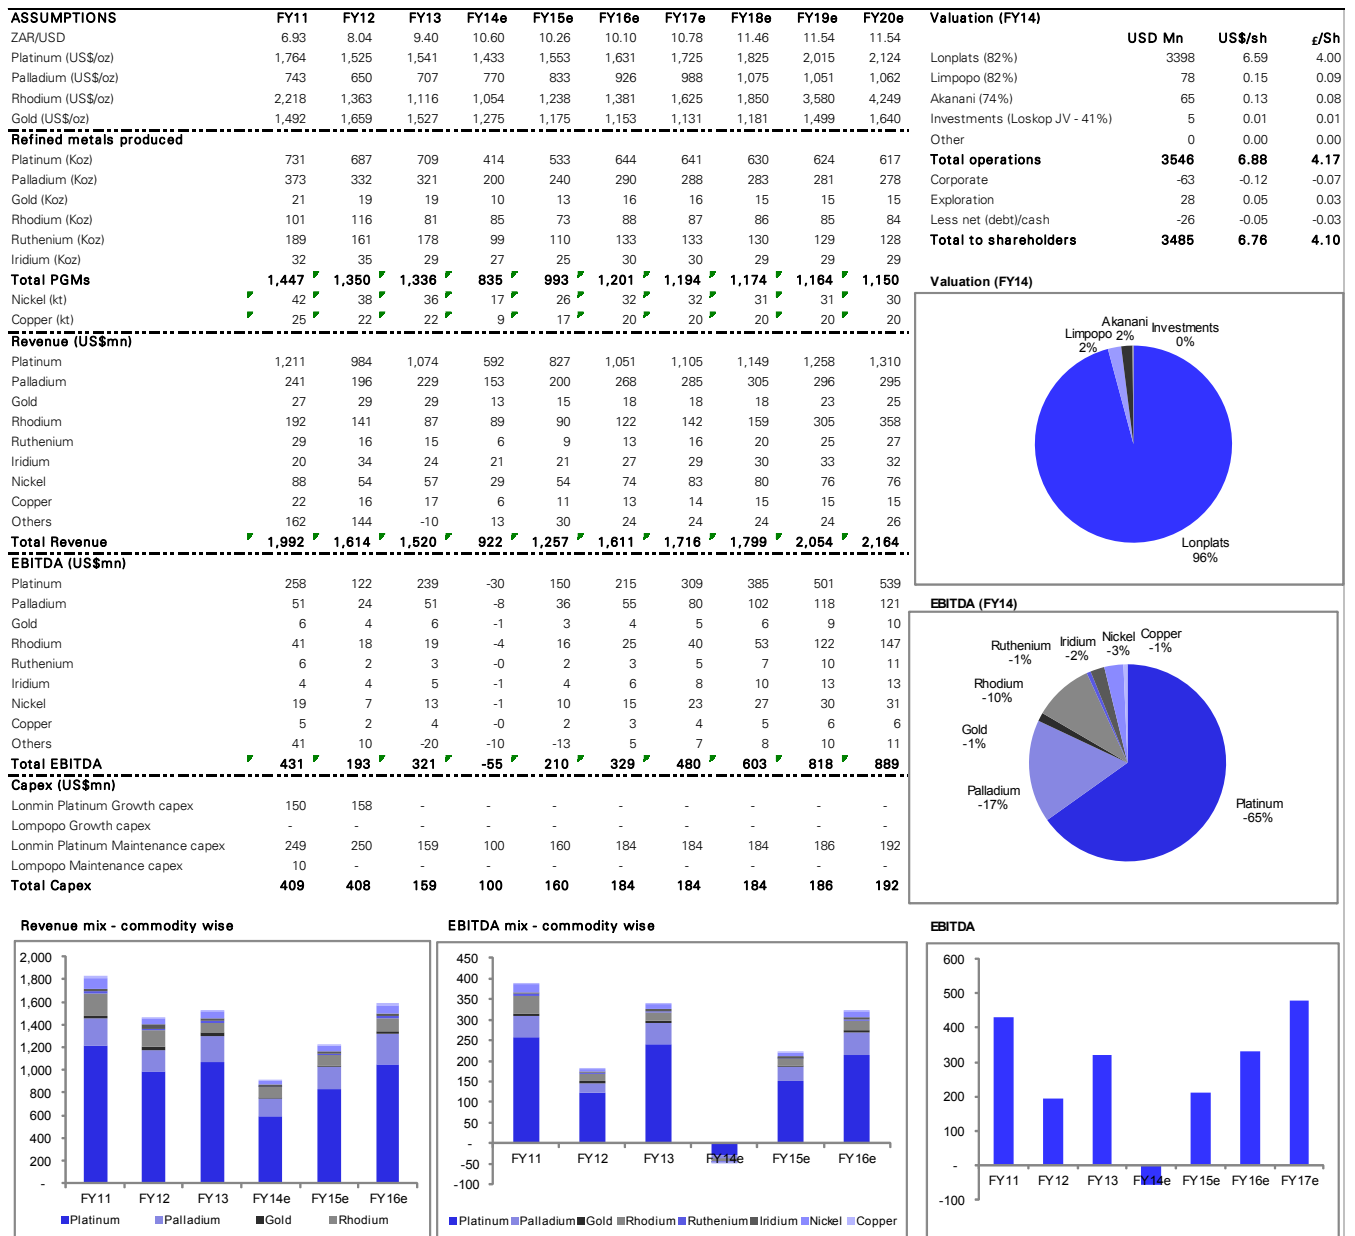 ASSUMPTIONS FY11 FY12 FY13 FY14e FY15e FY16e FY17e FY18e FY19e FY20e
ZAR/USD 6.93 8.04 9.40 10.60 10.26 10.10 10.78 11.46 11.54 11.54
Platinum (US$/oz) 1,764 1,525 1,541 1,433 1,553 1,631 1,725 1,825 2,015 2,124
Palladium (US$/oz) 743 650 707 770 833 926 988 1,075 1,051 1,062
Rhodium (US$/oz) 2,218 1,363 1,116 1,054 1,238 1,381 1,625 1,850 3,580 4,249
Gold (US$/oz) 1,492 1,659 1,527 1,275 1,175 1,153 1,131 1,181 1,499 1,640
Refined metals produced
Platinum (Koz) 731 687 709 414 533 644 641 630 624 617
Palladium (Koz) 373 332 321 200 240 290 288 283 281 278
Gold (Koz) 21 19 19 10 13 16 16 15 15 15
Rhodium (Koz) 101 116 81 85 73 88 87 86 85 84
Ruthenium (Koz) 189 161 178 99 110 133 133 130 129 128
Iridium (Koz) 32 35 29 27 25 30 30 29 29 29
Total PGMs 1,447 1,350 1,336 835 993 1,201 1,194 1,174 1,164 1,150
Nickel (kt) 42 38 36 17 26 32 32 31 31 30
Copper (kt) 25 22 22 9 17 20 20 20 20 20
Revenue (US$mn)
Platinum 1,211 984 1,074 592 827 1,051 1,105 1,149 1,258 1,310
Palladium 241 196 229 153 200 268 285 305 296 295
Gold 27 29 29 13 15 18 18 18 23 25
Rhodium 192 141 87 89 90 122 142 159 305 358
Ruthenium 29 16 15 6 9 13 16 20 25 27
Iridium 20 34 24 21 21 27 29 30 33 32
Nickel 88 54 57 29 54 74 83 80 76 76
Copper 22 16 17 6 11 13 14 15 15 15
Others 162 144 -10 13 30 24 24 24 24 26
Total Revenue 1,992 1,614 1,520 922 1,257 1,611 1,716 1,799 2,054 2,164
EBITDA (US$mn)
Platinum 258 122 239 -30 150 215 309 385 501 539
Palladium 51 24 51 -8 36 55 80 102 118 121
Gold 6 4 6 -1 3 4 5 6 9 10
Rhodium 41 18 19 -4 16 25 40 53 122 147
Ruthenium 6 2 3 -0 2 3 5 7 10 11
Iridium 4 4 5 -1 4 6 8 10 13 13
Nickel 19 7 13 -1 10 15 23 27 30 31
Copper 5 2 4 -0 2 3 4 5 6 6
Others 41 10 -20 -10 -13 5 7 8 10 11
Total EBITDA 431 193 321 -55 210 329 480 603 818 889
Capex (US$mn)
Lonmin Platinum Growth capex 150 158 - - - - - - - -
Lompopo Growth capex - - - - - - - - - -
Lonmin Platinum Maintenance capex 249 250 159 100 160 184 184 184 186 192
Lompopo Maintenance capex 10 - - - - - - - - -
Total Capex 409 408 159 100 160 184 184 184 186 192
Valuation (FY14)
USD Mn US$/sh £/Sh
Lonplats (82%) 3398 6.59 4.00
Limpopo (82%) 78 0.15 0.09
Akanani (74%) 65 0.13 0.08
Investments (Loskop JV - 41%) 5 0.01 0.01
Other 0 0.00 0.00
Total operations 3546 6.88 4.17
Corporate -63 -0.12 -0.07
Exploration 28 0.05 0.03
Less net (debt)/cash -26 -0.05 -0.03
Total to shareholders 3485 6.76 4.10
Valuation (FY14)
Limpopo
2%
Akanani
2%
Investments
0%
Lonplats
96%
EBITDA (FY14)
Ruthenium
-1%
Iridium
-2%
Nickel
-3%
Copper
-1%
Rhodium
-10%
Gold
-1%
Palladium
-17%
Platinum
-65%
Revenue mix - commodity wise
2,000
1,800
1,600
1,400
1,200
1,000
800
600
400
200
-
FY11 FY12 FY13 FY14e FY15e FY16e
Platinum Palladium Gold Rhodium
EBITDA mix - commodity wise
450
400
350
300
250
200
150
100
50
-
-50
-100
FY11 FY12 FY13 FY14e FY15e FY16e
Platinum Palladium Gold Rhodium Ruthenium Iridium Nickel Copper
EBITDA
600
500
400
300
200
100
-
-100
FY11 FY12 FY13 FY14e FY15e FY16e FY17e